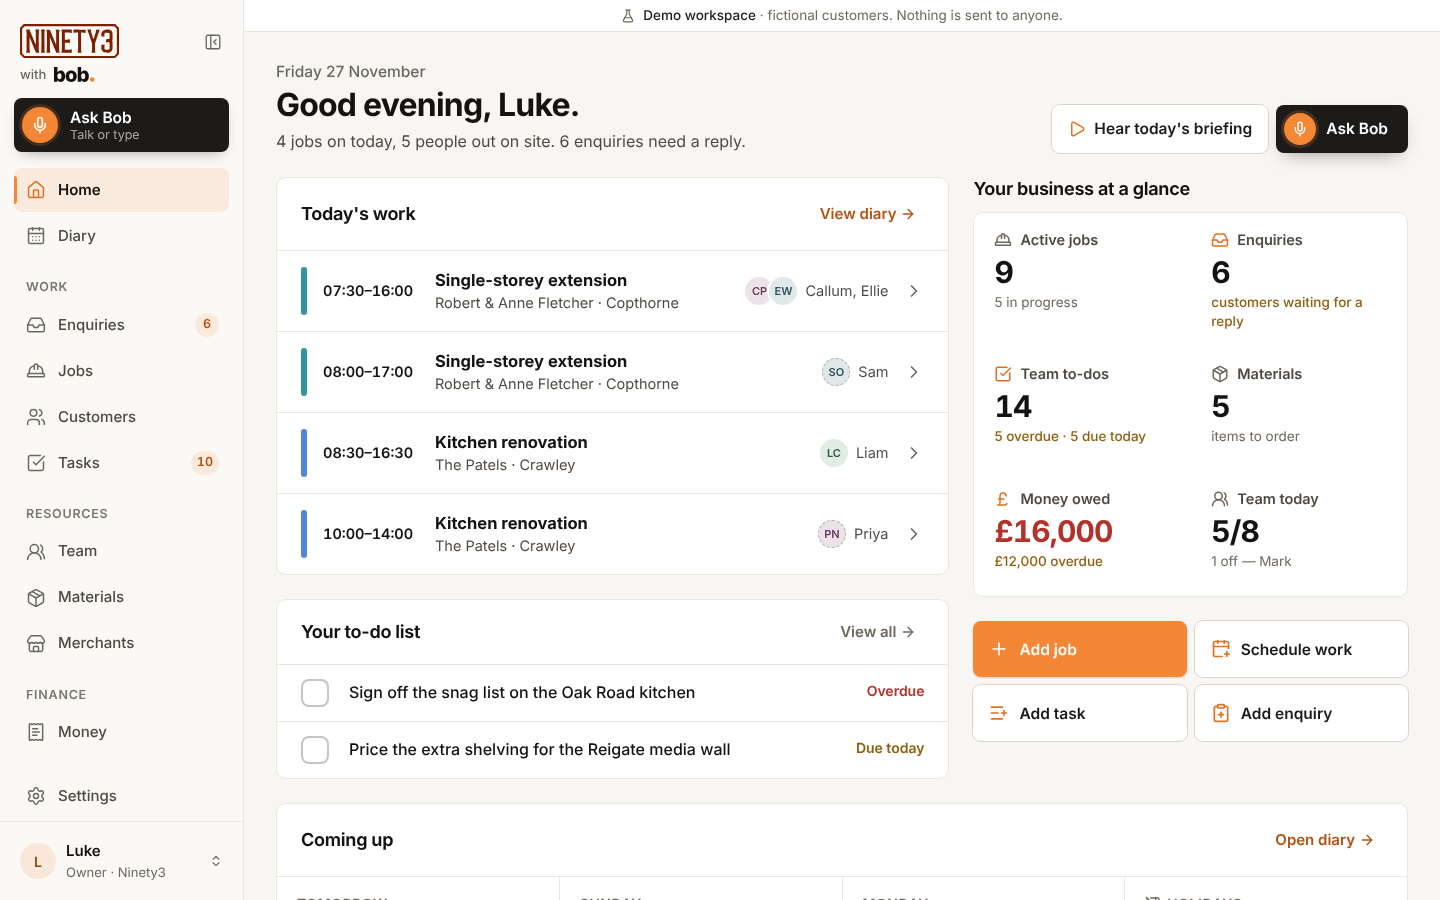 NINETY3
with bob.
Ask Bob
Talk or type
Home
Diary
WORK
Enquiries 6
Jobs
Customers
Tasks 10
RESOURCES
Team
Materials
Merchants
FINANCE
Money
Settings
L
Luke
Owner · Ninety3
Demo workspace · fictional customers. Nothing is sent to anyone.
Friday 27 November
Good evening, Luke.
4 jobs on today, 5 people out on site. 6 enquiries need a reply.
Hear today's briefing
Ask Bob
Today's work
View diary →
07:30–16:00
Single-storey extension
Robert & Anne Fletcher · Copthorne
CP EW Callum, Ellie
08:00–17:00
Single-storey extension
Robert & Anne Fletcher · Copthorne
SO Sam
08:30–16:30
Kitchen renovation
The Patels · Crawley
LC Liam
10:00–14:00
Kitchen renovation
The Patels · Crawley
PN Priya
Your to-do list
View all →
Sign off the snag list on the Oak Road kitchen
Overdue
Price the extra shelving for the Reigate media wall
Due today
Your business at a glance
Active jobs
9
5 in progress
Enquiries
6
customers waiting for a
reply
Team to-dos
14
5 overdue · 5 due today
Materials
5
items to order
£ Money owed
£16,000
£12,000 overdue
Team today
5/8
1 off — Mark
Add job
Schedule work
Add task
Add enquiry
Coming up
Open diary →
TOMORROW
SUNDAY
MONDAY
HOLIDAYS